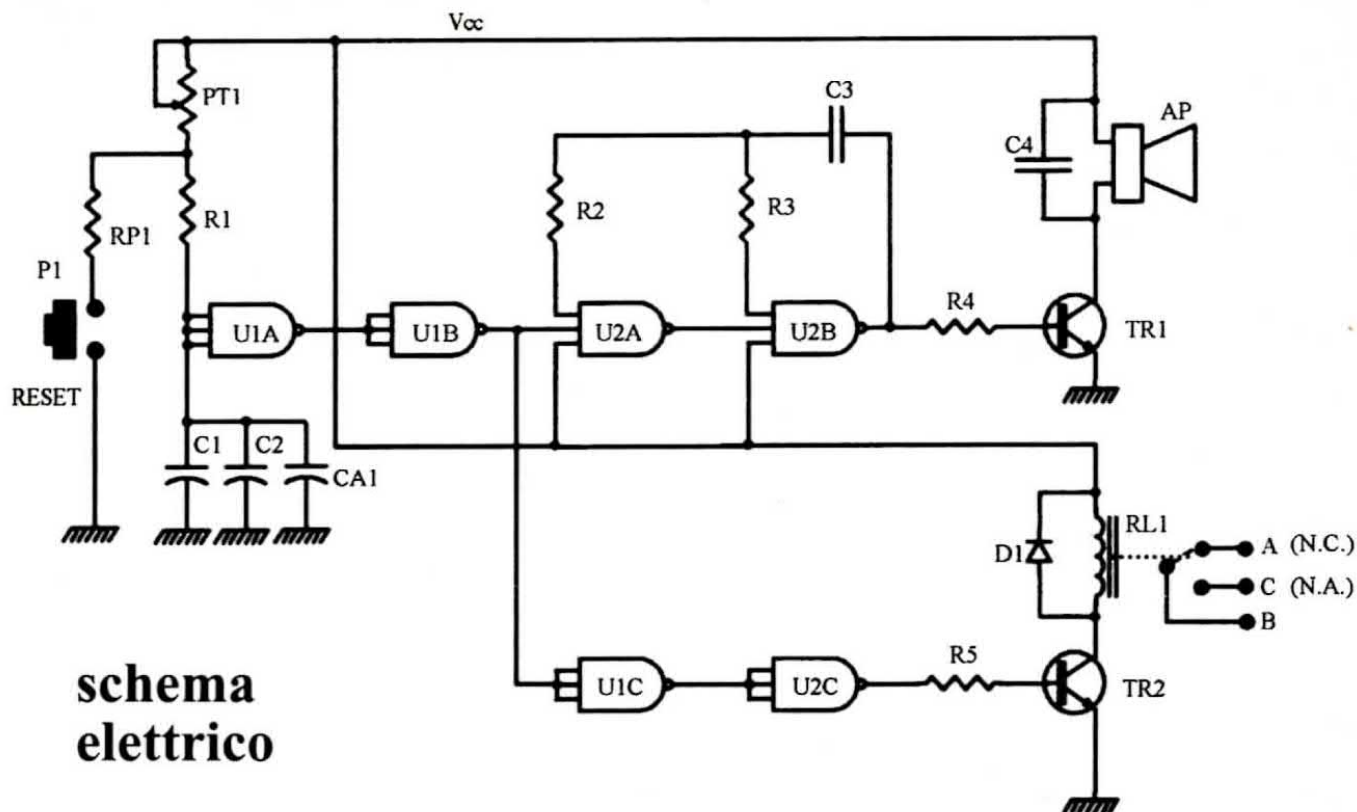 Vcc
C3
PT1
AP
C4
R2
R3
R1
RP1
P1
R4
U1A
U1B
U2A
U2B
TR1
RESET
C1
C2
CA1
RL1
A (N.C.)
D1
C (N.A.)
B
R5
U1C
U2C
TR2
schema
elettrico